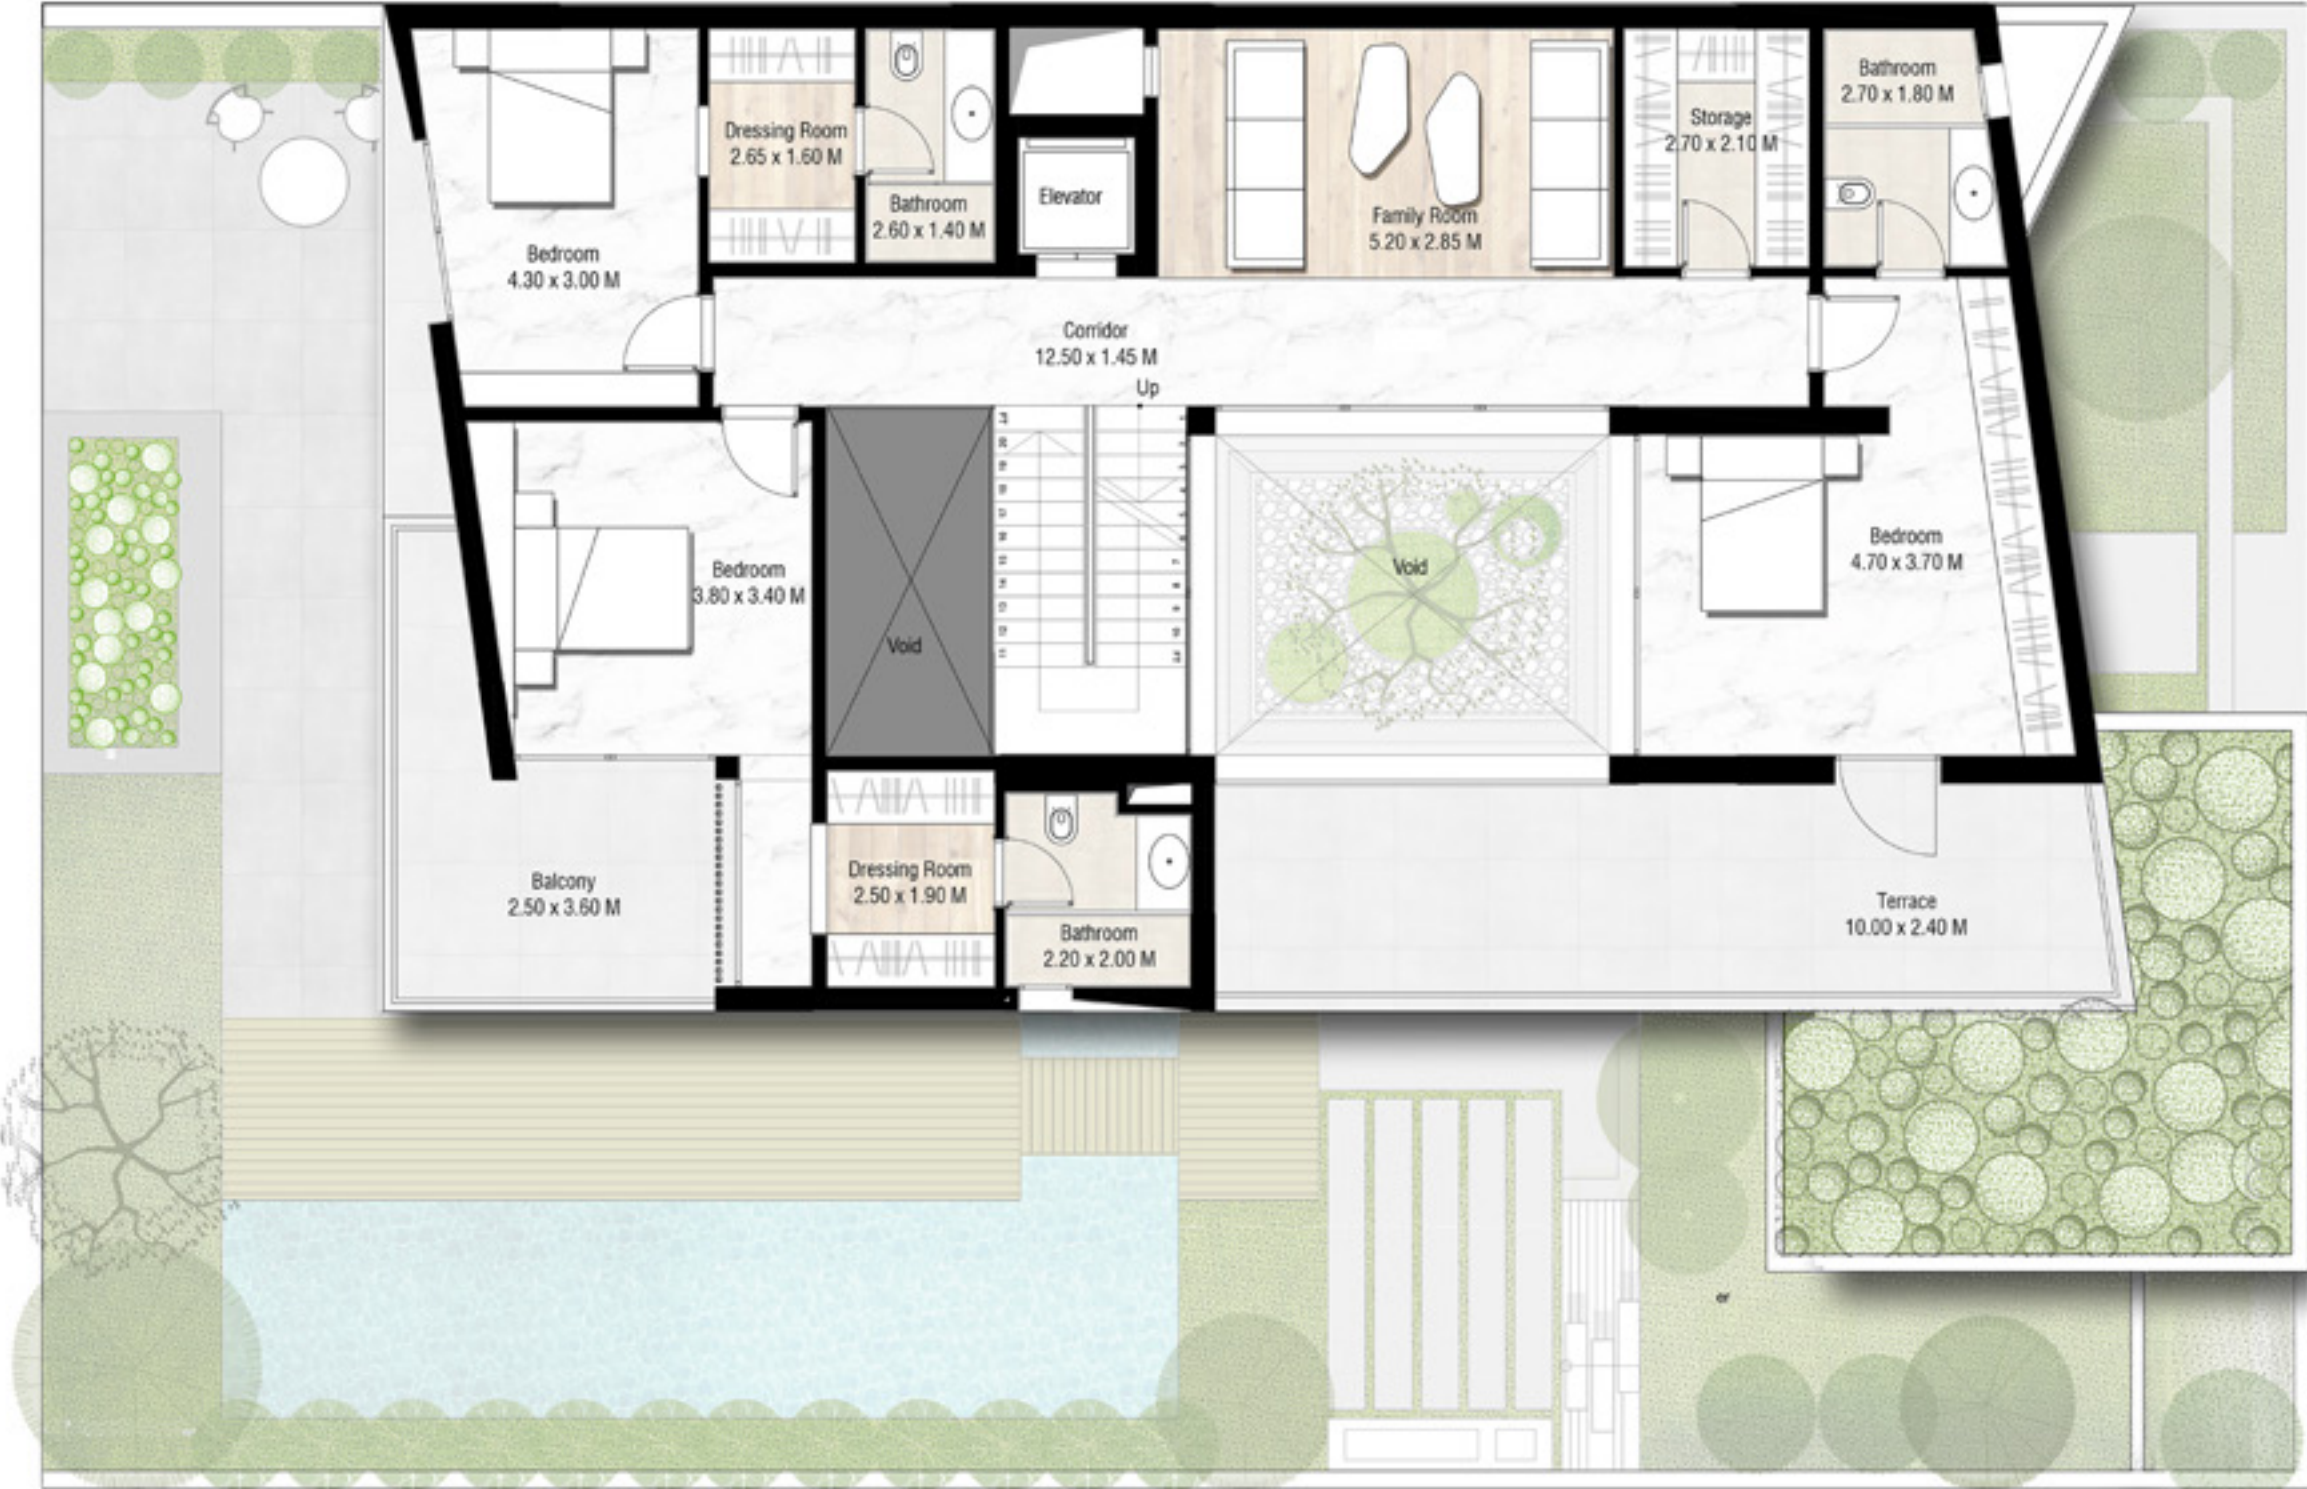 Bathroom
2.70 x 1.80 M
Storage
2.70 x 2.10 M
Dressing Room
2.65 x 1.60 M
Elevator
Bathroom
2.60 x 1.40 M
Family Room
5.20 x 2.85 M
Bedroom
4.30 x 3.00 M
Corridor
12.50 x 1.45 M
Up
Bedroom
3.80 x 3.40 M
Void
Void
Bedroom
4.70 x 3.70 M
Balcony
2.50 x 3.60 M
Dressing Room
2.50 x 1.90 M
Bathroom
2.20 x 2.00 M
Terrace
10.00 x 2.40 M
er